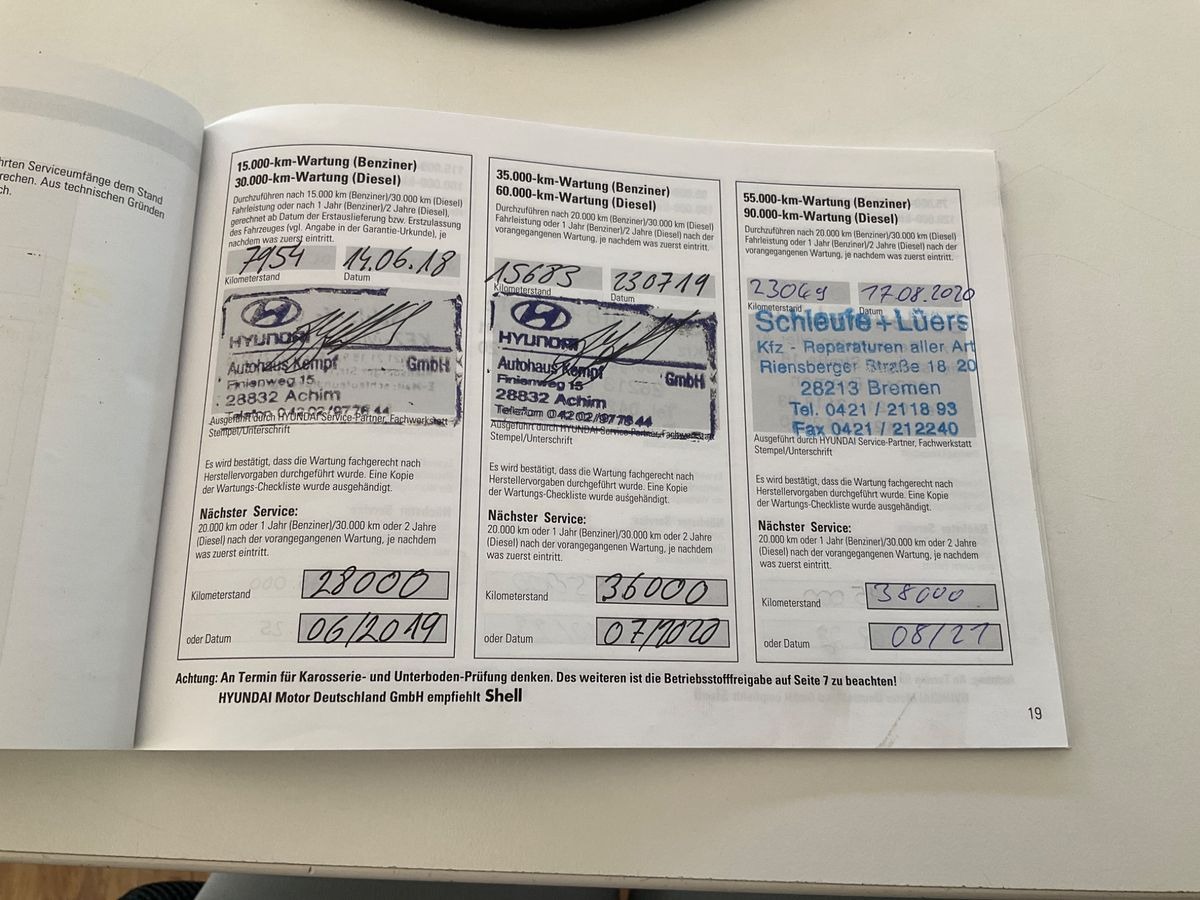 hrten Serviceumfänge dem Stand
rechen. Aus technischen Gründen
ch.
15.000-km-Wartung (Benziner)
30.000-km-Wartung (Diesel)
Durchzuführen nach 15.000 km (Benziner)/30.000 km (Diesel)
Fahrleistung oder nach 1 Jahr (Benziner)/2 Jahre (Diesel),
gerechnet ab Datum der Erstauslieferung bzw. Erstzulassung
des Fahrzeuges (vgl. Angabe in der Garantie-Urkunde), je
nachdem was zuerst eintritt.
7954 14.06.18
Kilometerstand Datum
HYUNDAI
Autohaus Kempf GmbH
Finienweg 15
28832 Achim
Telefon 04202/977644
Ausgeführt durch HYUNDAI Service-Partner, Fachwerkstatt
Stempel/Unterschrift
Es wird bestätigt, dass die Wartung fachgerecht nach
Herstellervorgaben durchgeführt wurde. Eine Kopie
der Wartungs-Checkliste wurde ausgehändigt.
Nächster Service:
20.000 km oder 1 Jahr (Benziner)/30.000 km oder 2 Jahre
(Diesel) nach der vorangegangenen Wartung, je nachdem
was zuerst eintritt.
Kilometerstand 28000
oder Datum 06/2019
35.000-km-Wartung (Benziner)
60.000-km-Wartung (Diesel)
Durchzuführen nach 20.000 km (Benziner)/30.000 km (Diesel)
Fahrleistung oder 1 Jahr (Benziner)/2 Jahre (Diesel) nach der
vorangegangenen Wartung, je nachdem was zuerst eintritt.
15683 230719
Kilometerstand Datum
HYUNDAI
Autohaus Kempf GmbH
Finienweg 15
28832 Achim
Telefon 04202/977644
Ausgeführt durch HYUNDAI Service-Partner, Fachwerkstatt
Stempel/Unterschrift
Es wird bestätigt, dass die Wartung fachgerecht nach
Herstellervorgaben durchgeführt wurde. Eine Kopie
der Wartungs-Checkliste wurde ausgehändigt.
Nächster Service:
20.000 km oder 1 Jahr (Benziner)/30.000 km oder 2 Jahre
(Diesel) nach der vorangegangenen Wartung, je nachdem
was zuerst eintritt.
Kilometerstand 36000
oder Datum 07/2020
55.000-km-Wartung (Benziner)
90.000-km-Wartung (Diesel)
Durchzuführen nach 20.000 km (Benziner)/30.000 km (Diesel)
Fahrleistung oder 1 Jahr (Benziner)/2 Jahre (Diesel) nach der
vorangegangenen Wartung, je nachdem was zuerst eintritt.
23049 17.08.2020
Kilometerstand Datum
Schleufe + Lüers
Kfz - Reparaturen aller Art
Riensberger Straße 18 20
28213 Bremen
Tel. 0421 / 2118 93
Fax 0421 / 212240
Ausgeführt durch HYUNDAI Service-Partner, Fachwerkstatt
Stempel/Unterschrift
Es wird bestätigt, dass die Wartung fachgerecht nach
Herstellervorgaben durchgeführt wurde. Eine Kopie
der Wartungs-Checkliste wurde ausgehändigt.
Nächster Service:
20.000 km oder 1 Jahr (Benziner)/30.000 km oder 2 Jahre
(Diesel) nach der vorangegangenen Wartung, je nachdem
was zuerst eintritt.
Kilometerstand 38000
oder Datum 08/21
Achtung: An Termin für Karosserie- und Unterboden-Prüfung denken. Des weiteren ist die Betriebsstofffreigabe auf Seite 7 zu beachten!
HYUNDAI Motor Deutschland GmbH empfiehlt Shell
19